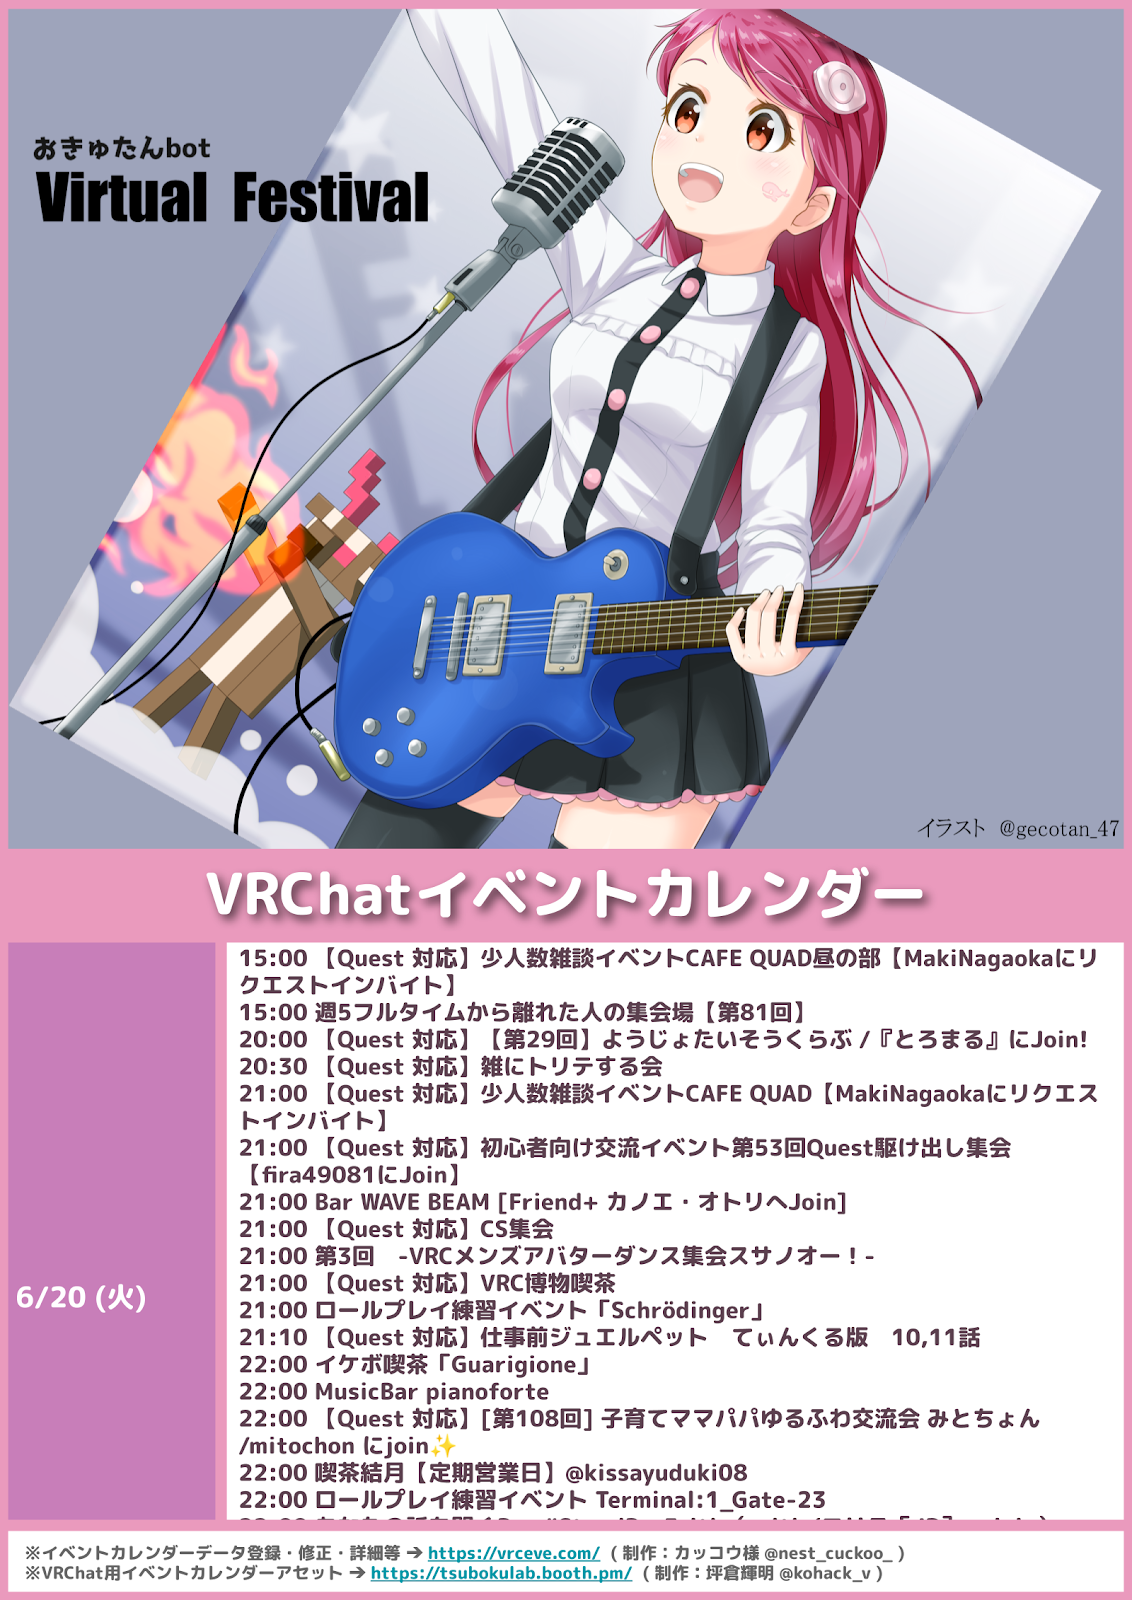 おきゅたんbot
Virtual Festival
イラスト @gecotan_47
VRChatイベントカレンダー
6/20 (火)
15:00 【Quest 対応】少人数雑談イベントCAFE QUAD昼の部【MakiNagaokaにリ
クエストインバイト】
15:00 週5フルタイムから離れた人の集会場【第81回】
20:00 【Quest 対応】【第29回】ようじょたいそうくらぶ /『とろまる』にJoin!
20:30 【Quest 対応】雑にトリテする会
21:00 【Quest 対応】少人数雑談イベントCAFE QUAD【MakiNagaokaにリクエス
トインバイト】
21:00 【Quest 対応】初心者向け交流イベント第53回Quest駆け出し集会
【fira49081にJoin】
21:00 Bar WAVE BEAM [Friend+ カノエ・オトリへJoin]
21:00 【Quest 対応】CS集会
21:00 第3回　-VRCメンズアバターダンス集会スサノオー！-
21:00 【Quest 対応】VRC博物喫茶
21:00 ロールプレイ練習イベント「Schrödinger」
21:10 【Quest 対応】仕事前ジュエルペット　てぃんくる版　10,11話
22:00 イケボ喫茶「Guarigione」
22:00 MusicBar pianoforte
22:00 【Quest 対応】[第108回] 子育てママパパゆるふわ交流会 みとちょん
/mitochon にjoin✨
22:00 喫茶結月【定期営業日】@kissayuduki08
22:00 ロールプレイ練習イベント Terminal:1_Gate-23
※イベントカレンダーデータ登録・修正・詳細等 ➔ https://vrceve.com/ ( 制作：カッコウ様 @nest_cuckoo_ )
※VRChat用イベントカレンダーアセット ➔ https://tsubokulab.booth.pm/ ( 制作：坪倉輝明 @kohack_v )